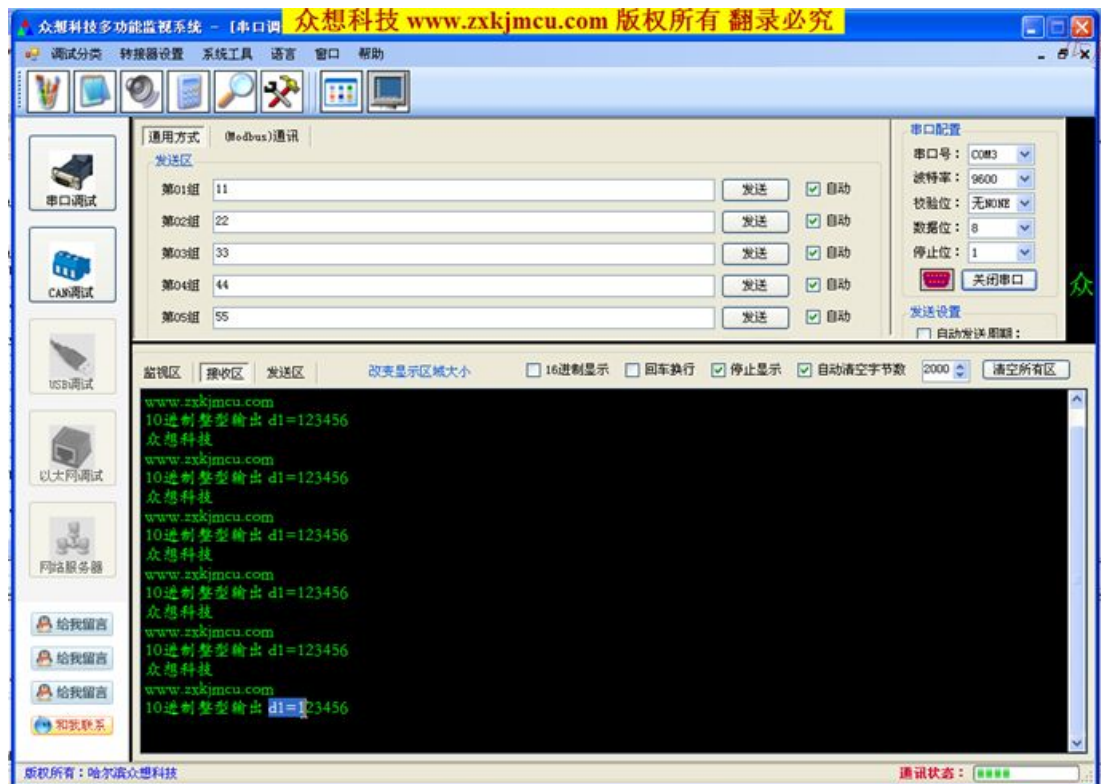 众想科技多功能监视系统 - [串口调
众想科技 www.zxkjmcu.com 版权所有 翻录必究
调试分类 转接器设置 系统工具 语言 窗口 帮助
通用方式 (Modbus)通讯
发送区
第01组 11 发送 自动
第02组 22 发送 自动
第03组 33 发送 自动
第04组 44 发送 自动
第05组 55 发送 自动
串口配置
串口号： COM3
波特率： 9600
校验位： 无NONE
数据位： 8
停止位： 1
关闭串口
发送设置
自动发送周期：
众
串口调试
CAN调试
USB调试
以太网调试
网络服务器
给我留言
给我留言
给我留言
和我联系
监视区 接收区 发送区 改变显示区域大小 16进制显示 回车换行 停止显示 自动清空字节数 2000 清空所有区
www.zxkjmcu.com
10进制整型输出 d1=123456
众想科技
www.zxkjmcu.com
10进制整型输出 d1=123456
众想科技
www.zxkjmcu.com
10进制整型输出 d1=123456
众想科技
www.zxkjmcu.com
10进制整型输出 d1=123456
众想科技
www.zxkjmcu.com
10进制整型输出 d1=123456
众想科技
www.zxkjmcu.com
10进制整型输出 d1=123456
版权所有：哈尔滨众想科技
通讯状态：